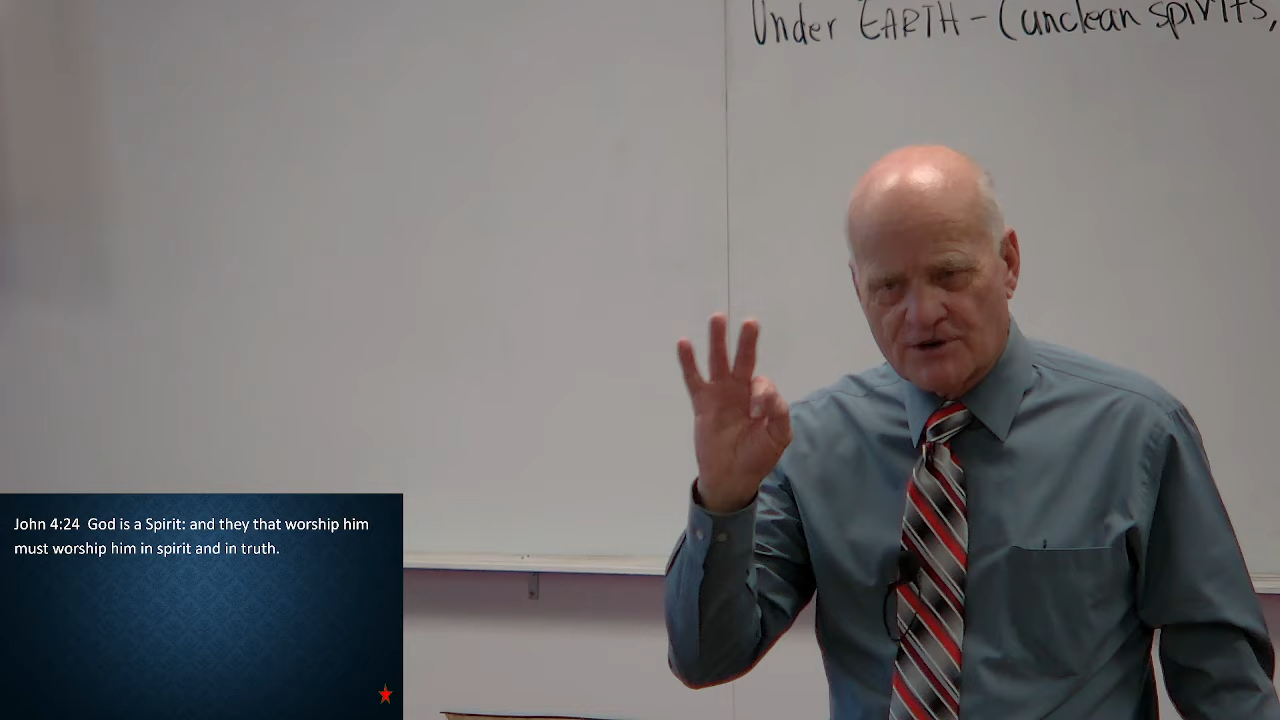 Under EARTH - (unclean spirits,
John 4:24 God is a Spirit: and they that worship him
must worship him in spirit and in truth.